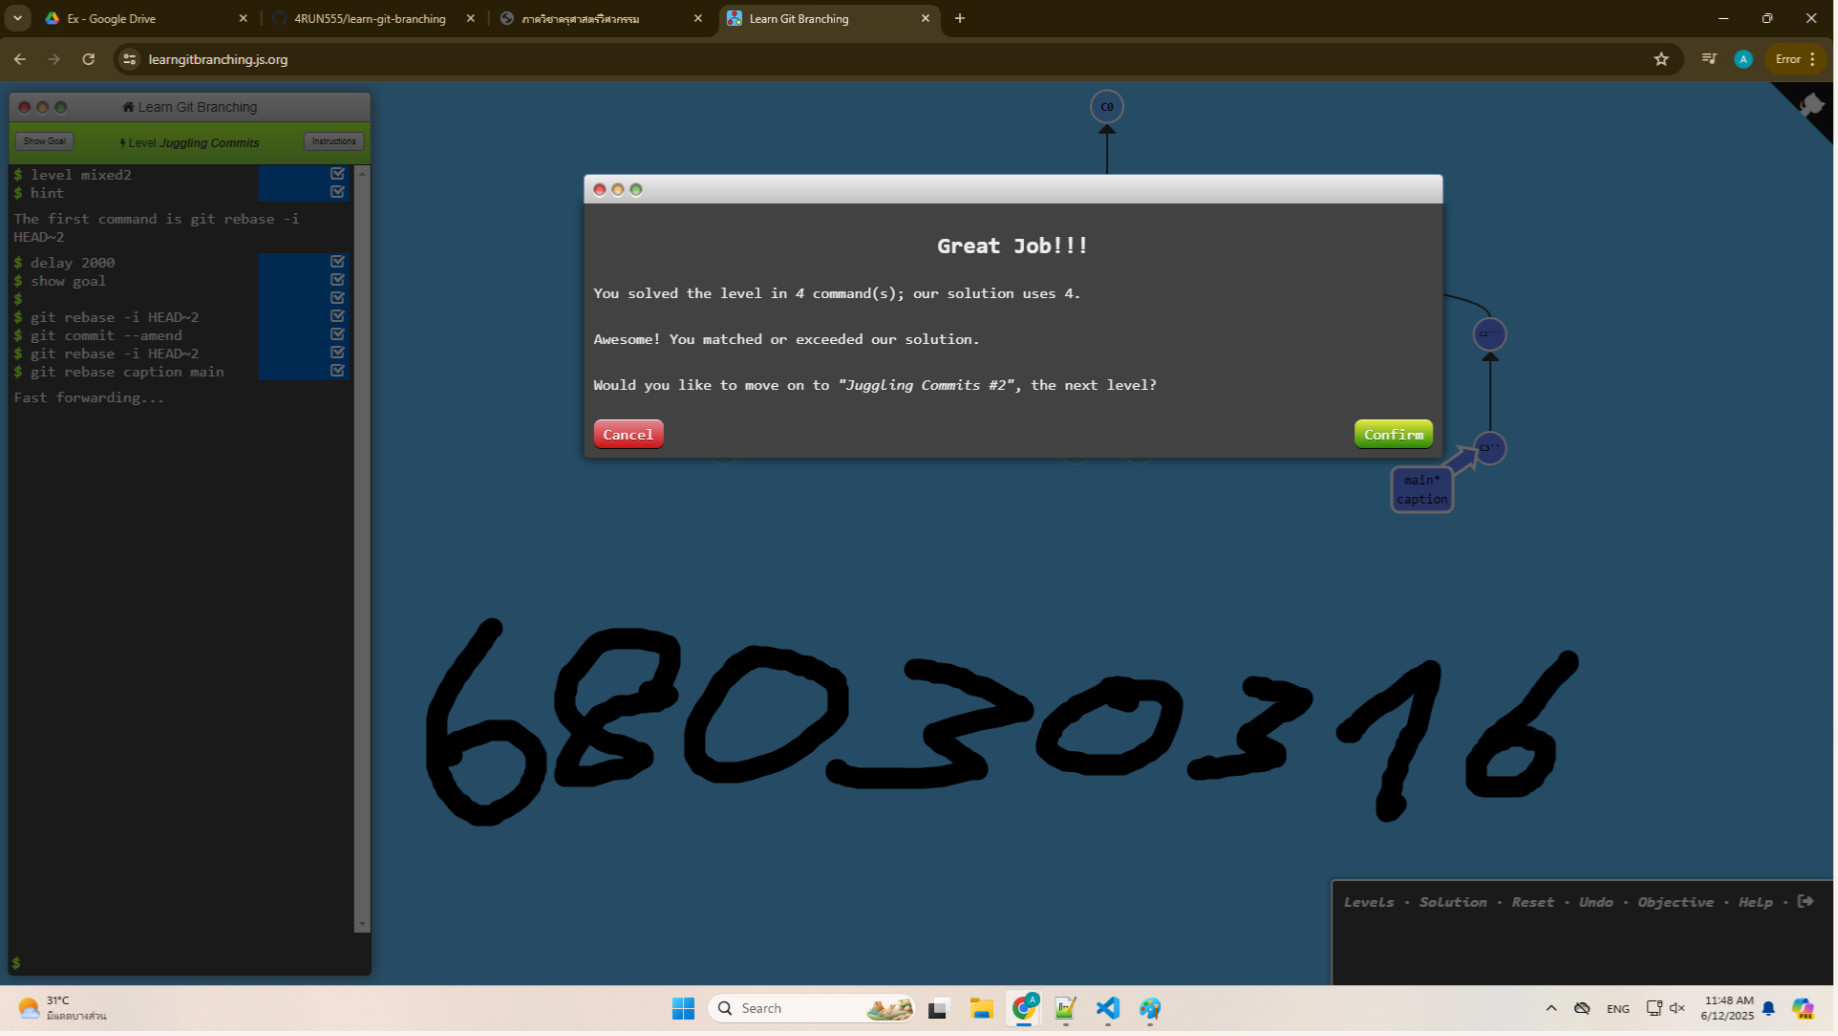 Ex - Google Drive
4RUN555/learn-git-branching
ภาควิชาครุศาสตร์วิศวกรรม
Learn Git Branching
learngitbranching.js.org
A
Error
Learn Git Branching
Show Goal
Level Juggling Commits
Instructions
$ level mixed2
$ hint
The first command is git rebase -i
HEAD~2
$ delay 2000
$ show goal
$
$ git rebase -i HEAD~2
$ git commit --amend
$ git rebase -i HEAD~2
$ git rebase caption main
Fast forwarding...
$
C0
Great Job!!!
You solved the level in 4 command(s); our solution uses 4.
Awesome! You matched or exceeded our solution.
Would you like to move on to "Juggling Commits #2", the next level?
Cancel
Confirm
C2'''
C3''
main*
caption
68030316
Levels · Solution · Reset · Undo · Objective · Help ·
31°C
มีแดดบางส่วน
Search
A
ENG
11:48 AM
6/12/2025
PRE